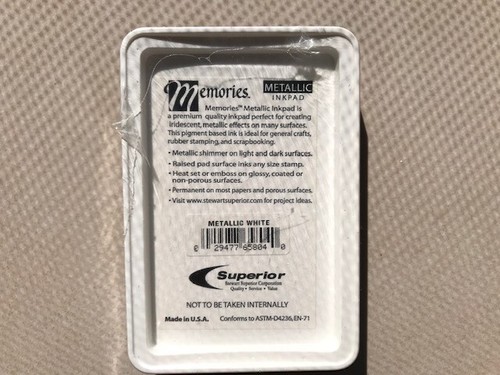 Memories™ METALLIC
INKPAD
Memories™ Metallic Inkpad is
a premium quality inkpad perfect for creating
iridescent, metallic effects on many surfaces.
This pigment based ink is ideal for general crafts,
rubber stamping, and scrapbooking.
• Metallic shimmer on light and dark surfaces.
• Raised pad surface inks any size stamp.
• Heat set or emboss on glossy, coated or
non-porous surfaces.
• Permanent on most papers and porous surfaces.
• Visit www.stewartsuperior.com for project ideas.
METALLIC WHITE
0 29477 65804 0
Superior
Stewart Superior Corporation
Quality • Service • Value
NOT TO BE TAKEN INTERNALLY
Made in U.S.A. Conforms to ASTM-D4236, EN-71